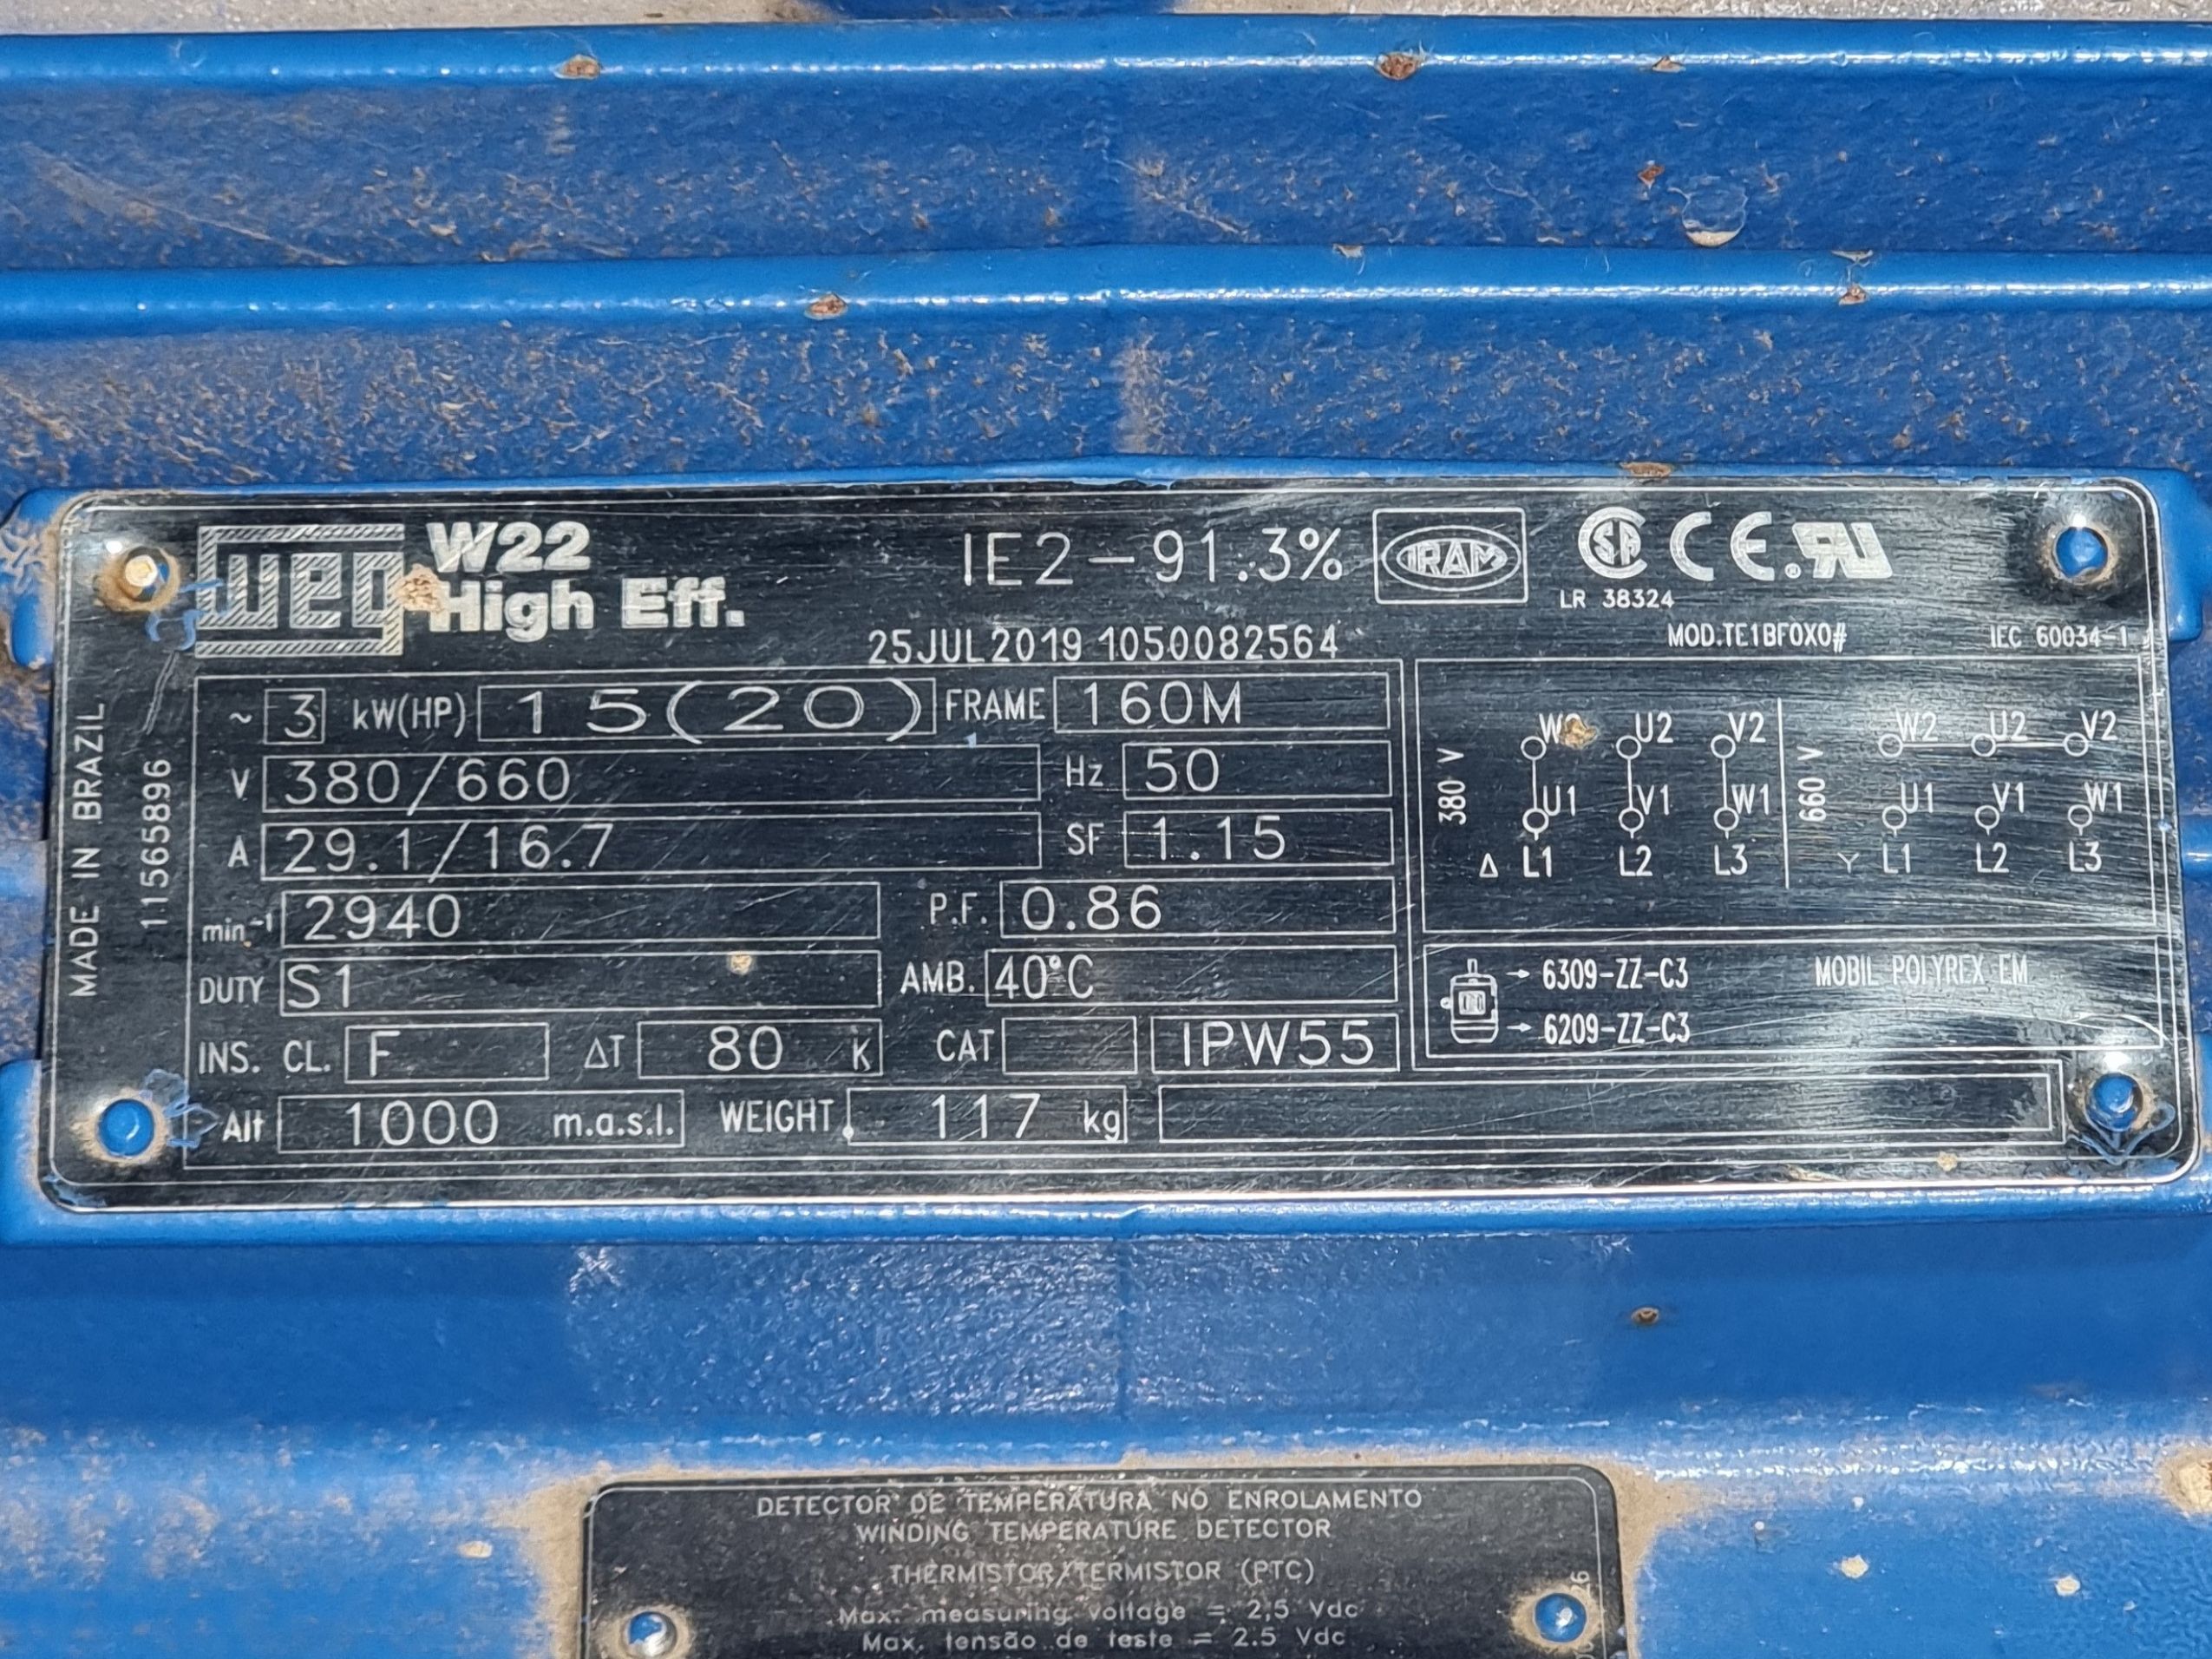 weg W22 High Eff. IE2-91.3% IRAM CSA CE RU
LR 38324
25JUL2019 1050082564 MOD.TE1BF0X0# IEC 60034-1
MADE IN BRAZIL
11565896
~ 3 kW(HP) 15(20) FRAME 160M
V 380/660 Hz 50
A 29.1/16.7 SF 1.15
min-1 2940 P.F. 0.86
DUTY S1 AMB. 40°C
INS. CL. F ΔT 80 K CAT IPW55
Alt 1000 m.a.s.l. WEIGHT 117 kg
380 V
W2 U2 V2
U1 V1 W1
Δ L1 L2 L3
660 V
W2 U2 V2
U1 V1 W1
Y L1 L2 L3
→ 6309-ZZ-C3 MOBIL POLYREX EM
→ 6209-ZZ-C3
DETECTOR DE TEMPERATURA NO ENROLAMENTO
WINDING TEMPERATURE DETECTOR
THERMISTOR/TERMISTOR (PTC)
Max. measuring voltage = 2,5 Vdc
Max. tensão de teste = 2.5 Vdc